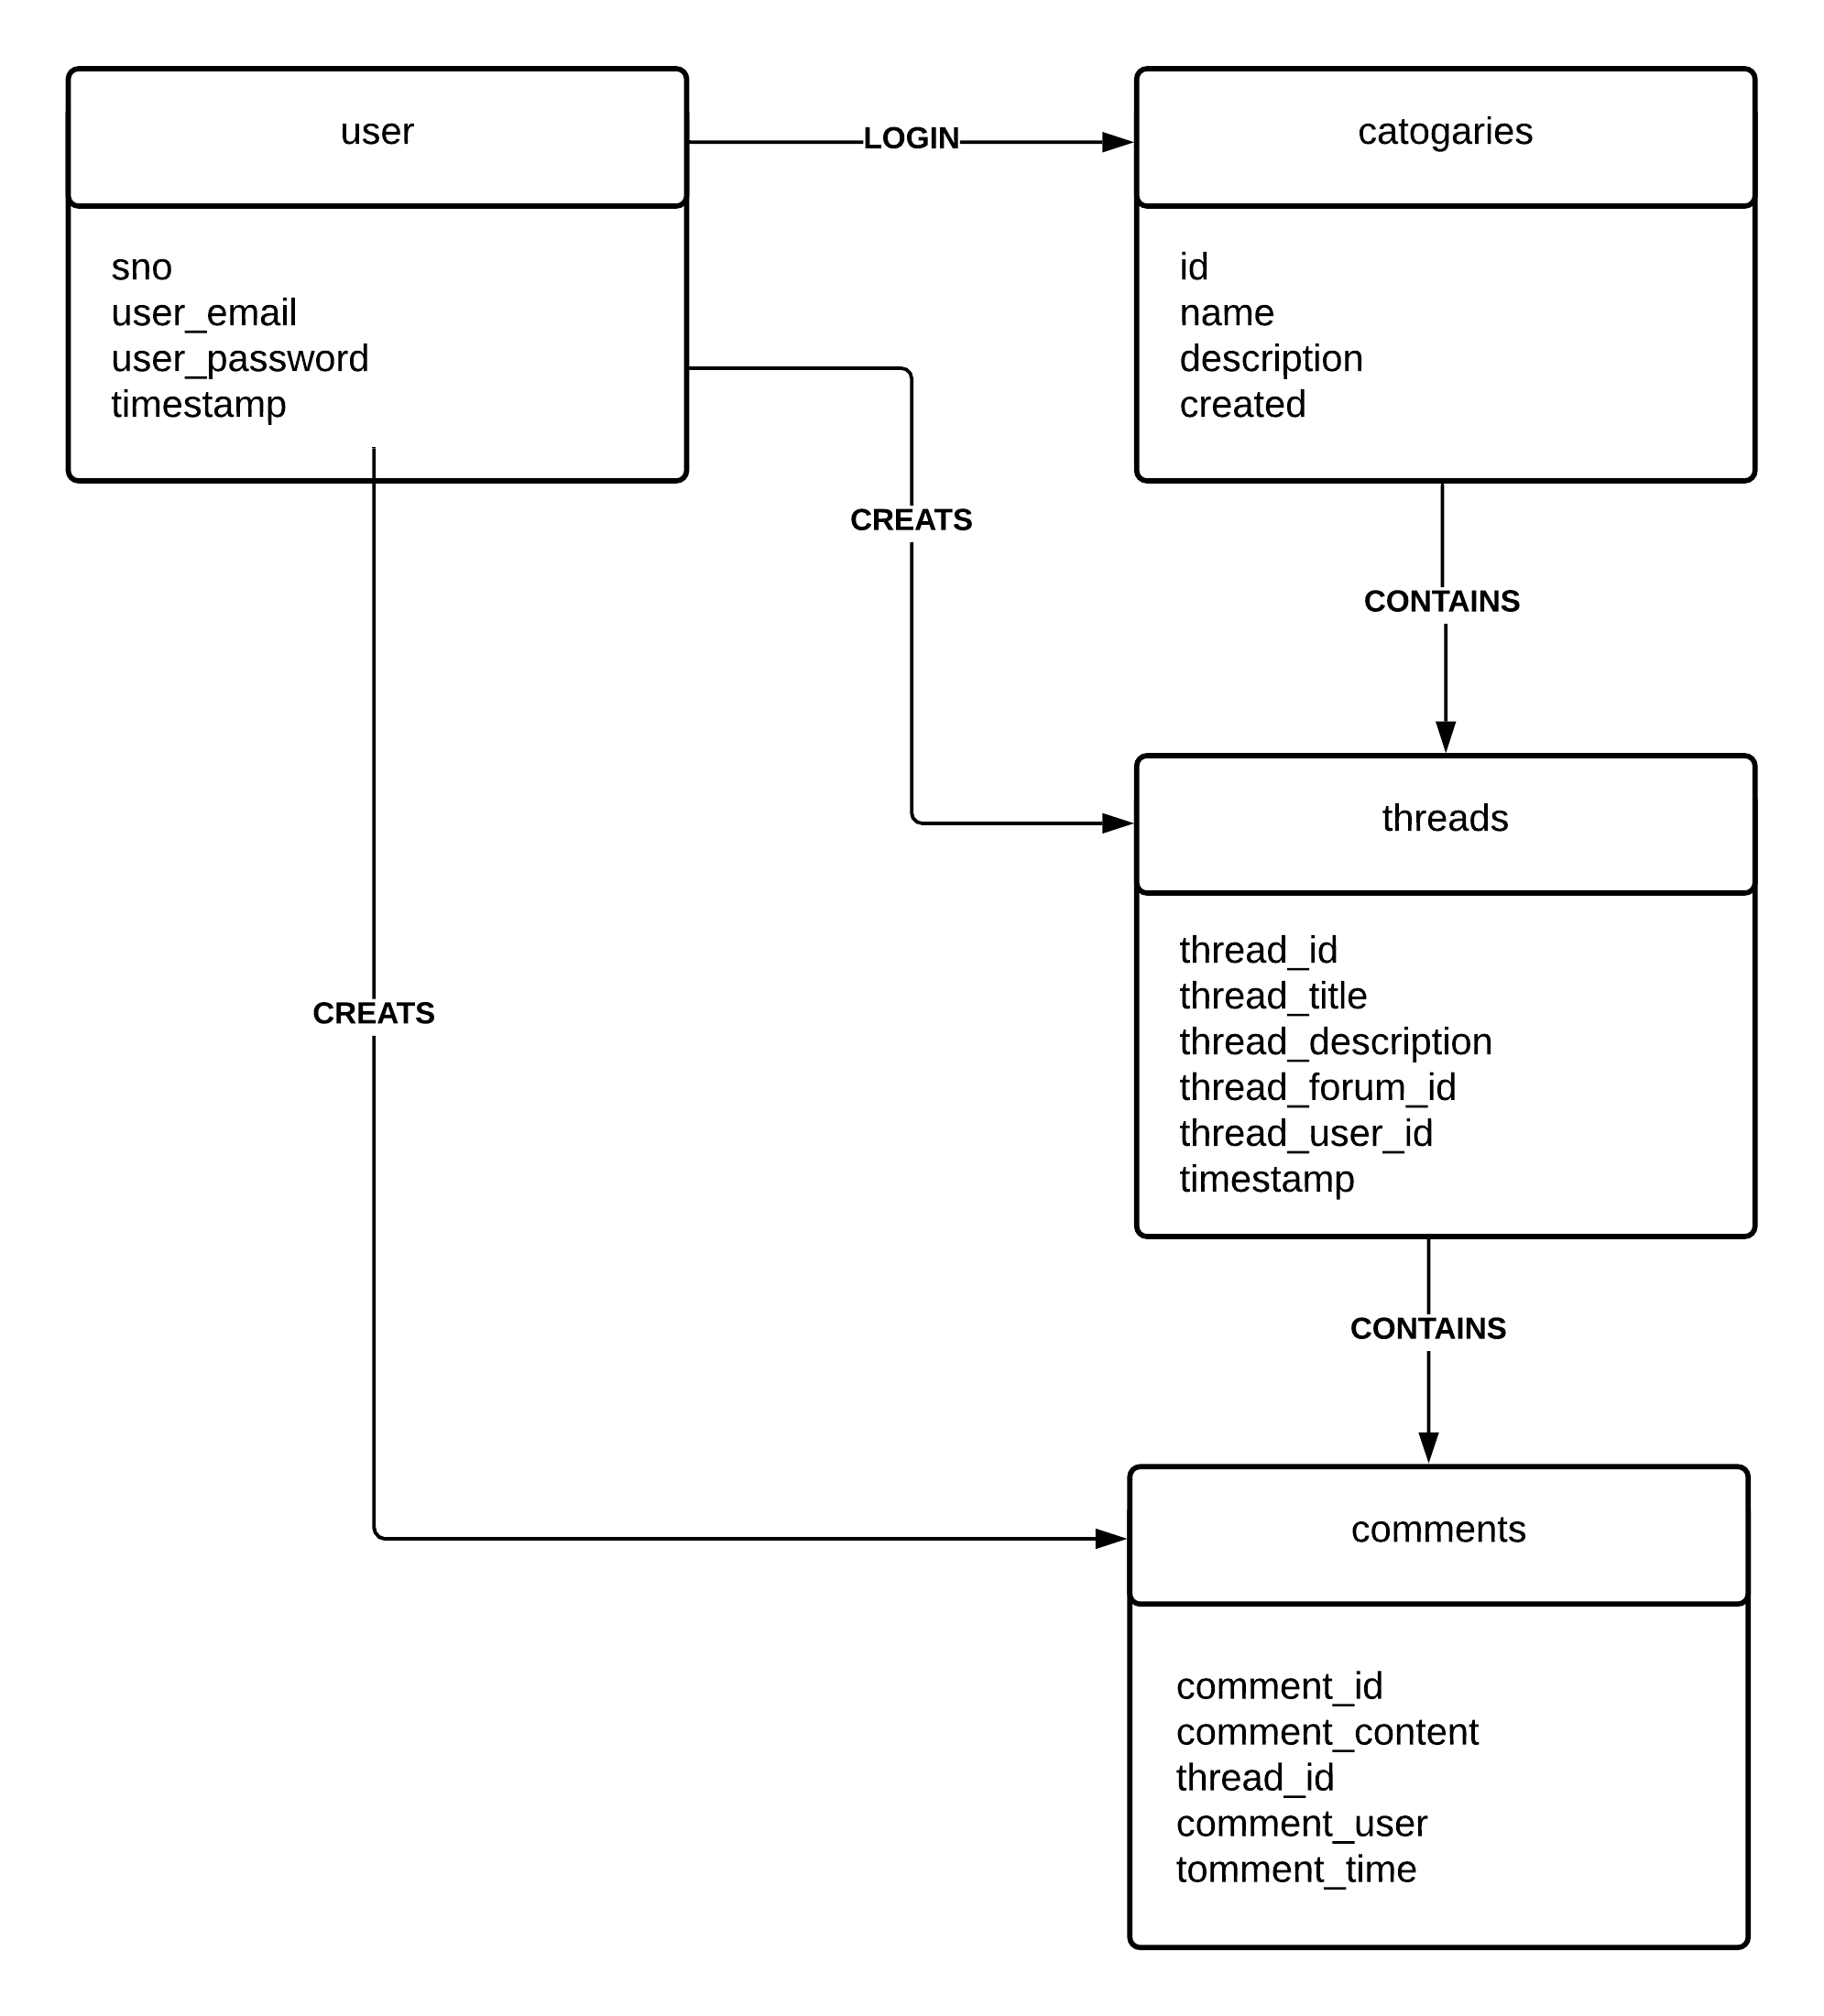 user
sno
user_email
user_password
timestamp
LOGIN
catogaries
id
name
description
created
CREATS
CONTAINS
threads
thread_id
thread_title
thread_description
thread_forum_id
thread_user_id
timestamp
CREATS
CONTAINS
comments
comment_id
comment_content
thread_id
comment_user
tomment_time